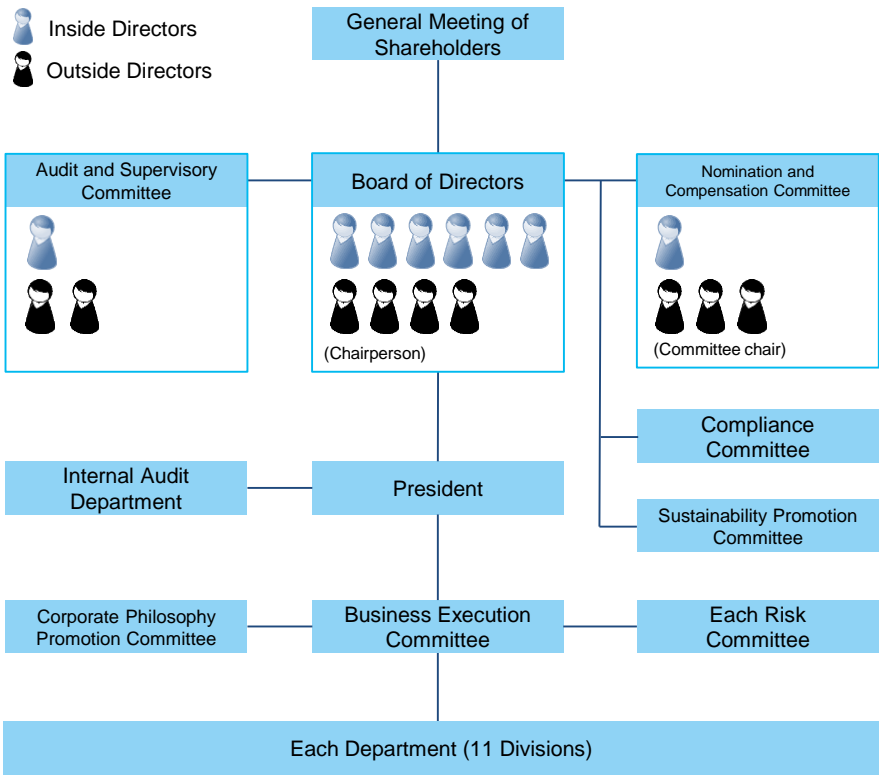 Inside Directors
Outside Directors
General Meeting of
Shareholders
Audit and Supervisory
Committee
Board of Directors
Nomination and
Compensation Committee
(Chairperson)
(Committee chair)
Compliance
Committee
Internal Audit
Department
President
Sustainability Promotion
Committee
Corporate Philosophy
Promotion Committee
Business Execution
Committee
Each Risk
Committee
Each Department (11 Divisions)